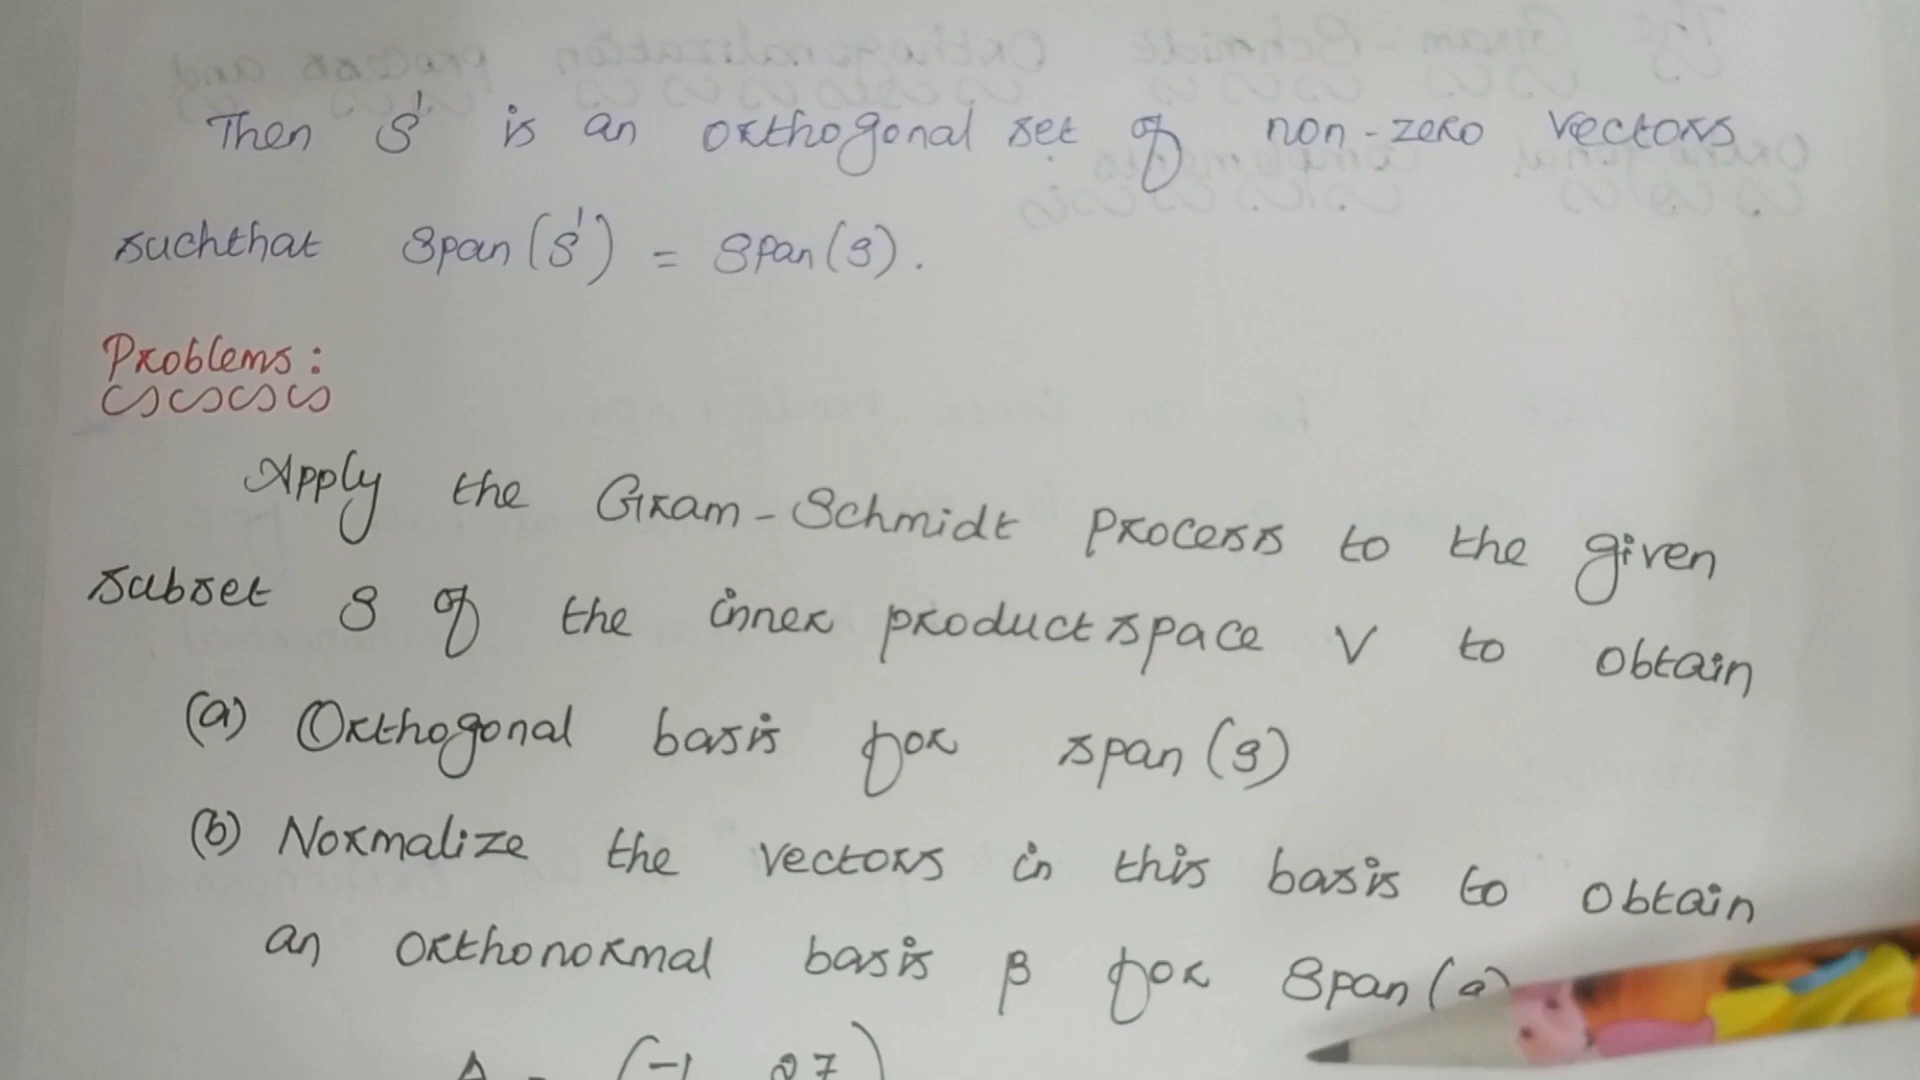 Then S' is an orthogonal set of non-zero vectors
suchthat Span(S') = Span(S).
Problems:
Apply the Gram-Schmidt process to the given
subset S of the inner product space V to obtain
(a) Orthogonal basis for span(S)
(b) Normalize the vectors in this basis to obtain
an orthonormal basis β for Span(S)
A = (-1 27)